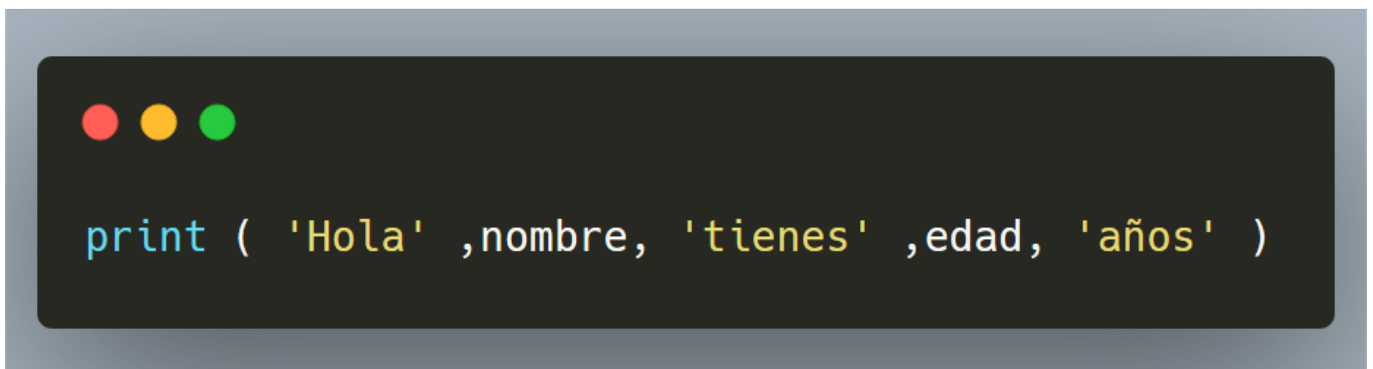 print ( 'Hola' ,nombre, 'tienes' ,edad, 'años' )